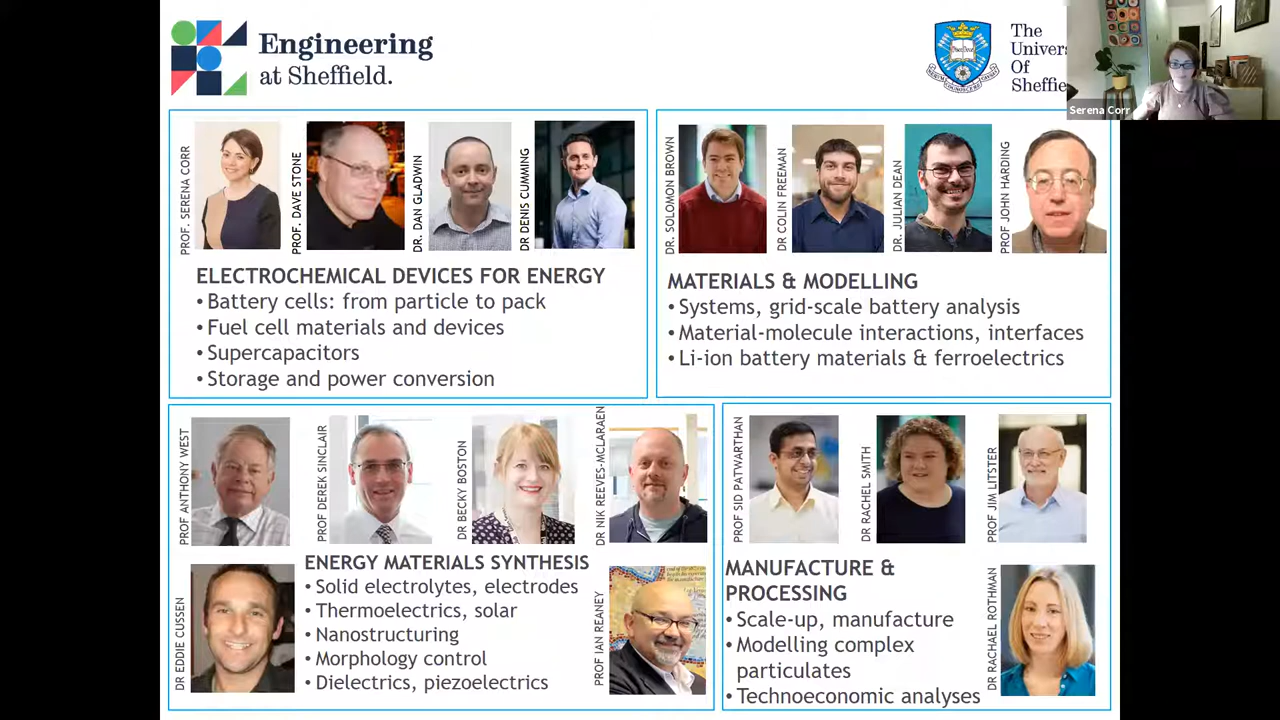 Engineering
at Sheffield.
The
Of
Serena Corr
PROF. SERENA CORR
PROF. DAVE STONE
DR. DAN GLADWIN
DR DENIS CUMMING
ELECTROCHEMICAL DEVICES FOR ENERGY
• Battery cells: from particle to pack
• Fuel cell materials and devices
• Supercapacitors
• Storage and power conversion
DR. SOLOMON BROWN
DR COLIN FREEMAN
DR. JULIAN DEAN
PROF JOHN HARDING
MATERIALS & MODELLING
• Systems, grid-scale battery analysis
• Material-molecule interactions, interfaces
• Li-ion battery materials & ferroelectrics
PROF ANTHONY WEST
PROF DEREK SINCLAIR
DR BECKY BOSTON
DR NIK REEVES-MCLARAEN
DR EDDIE CUSSEN
ENERGY MATERIALS SYNTHESIS
• Solid electrolytes, electrodes
• Thermoelectrics, solar
• Nanostructuring
• Morphology control
• Dielectrics, piezoelectrics
PROF IAN REANEY
PROF SID PATWARTHAN
DR RACHEL SMITH
PROF JIM LITSTER
MANUFACTURE &
PROCESSING
• Scale-up, manufacture
• Modelling complex
particulates
• Technoeconomic analyses
DR RACHAEL ROTHMAN